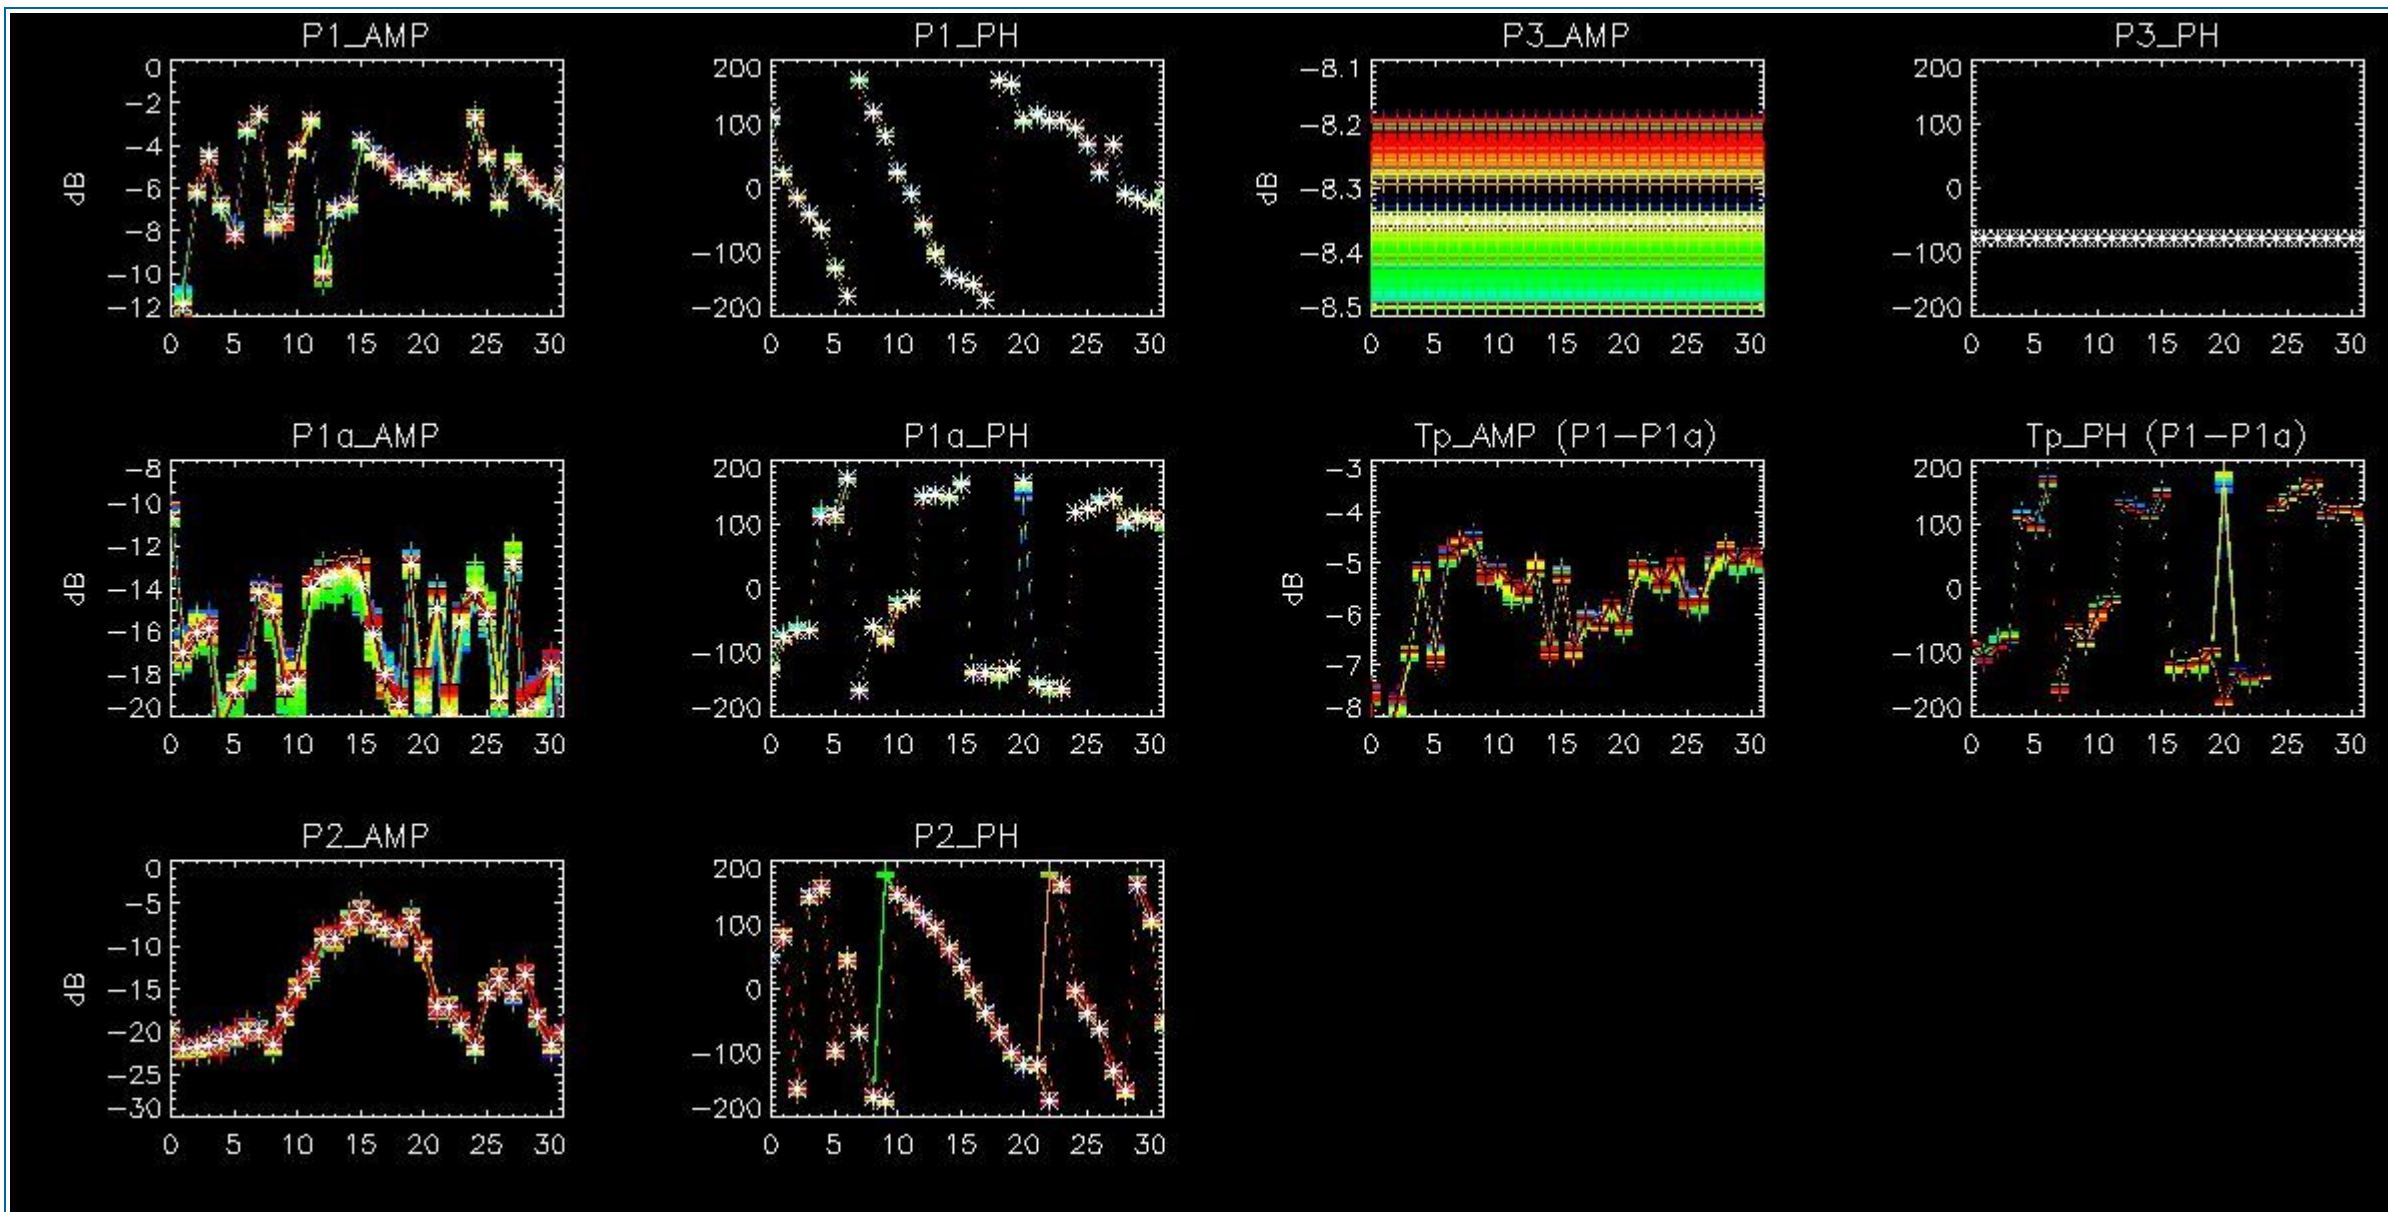 P1_AMP
P1_PH
P3_AMP
P3_PH
0
−2
−4
−6
−8
−10
−12
dB
0 5 10 15 20 25 30
200
100
0
−100
−200
0 5 10 15 20 25 30
−8.1
−8.2
−8.3
−8.4
−8.5
dB
0 5 10 15 20 25 30
200
100
0
−100
−200
0 5 10 15 20 25 30
P1a_AMP
P1a_PH
Tp_AMP (P1−P1a)
Tp_PH (P1−P1a)
−8
−10
−12
−14
−16
−18
−20
dB
0 5 10 15 20 25 30
200
100
0
−100
−200
0 5 10 15 20 25 30
−3
−4
−5
−6
−7
−8
dB
0 5 10 15 20 25 30
200
100
0
−100
−200
0 5 10 15 20 25 30
P2_AMP
P2_PH
0
−5
−10
−15
−20
−25
−30
dB
0 5 10 15 20 25 30
200
100
0
−100
−200
0 5 10 15 20 25 30